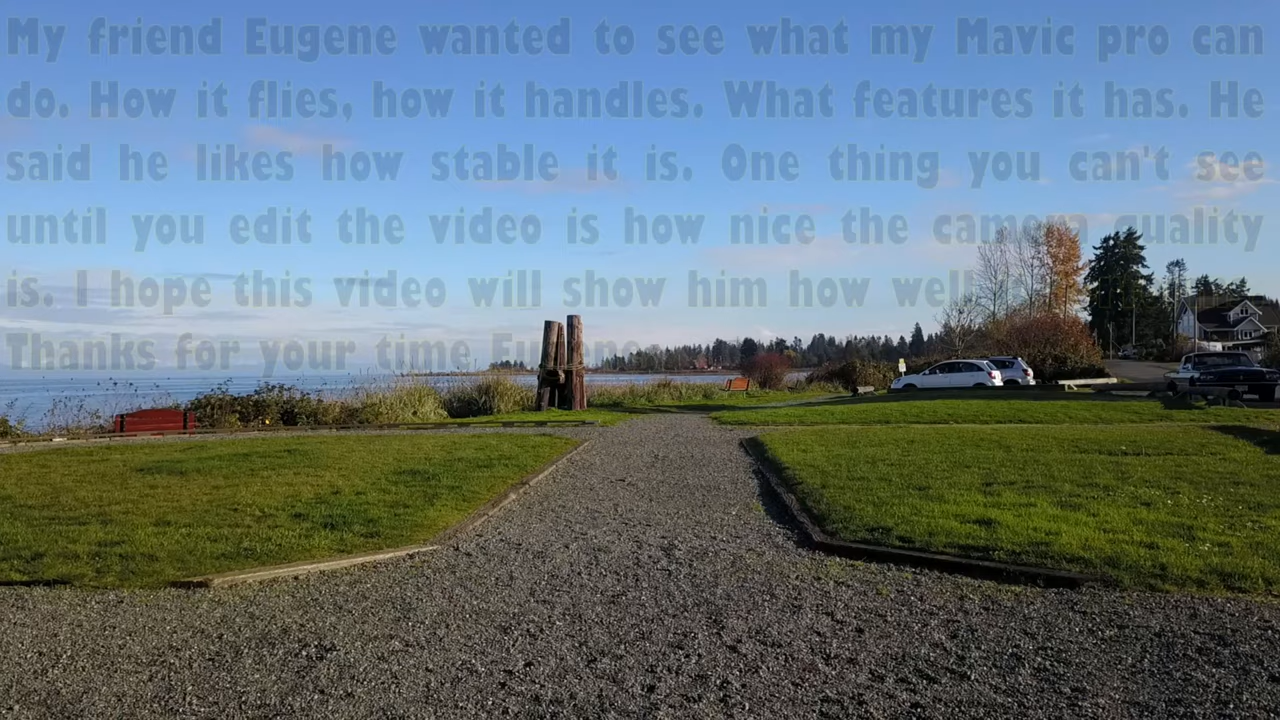 My friend Eugene wanted to see what my Mavic pro can
do. How it flies, how it handles. What features it has. He
said he likes how stable it is. One thing you can't see
until you edit the video is how nice the camera quality
is. I hope this video will show him how well
Thanks for your time Eugene